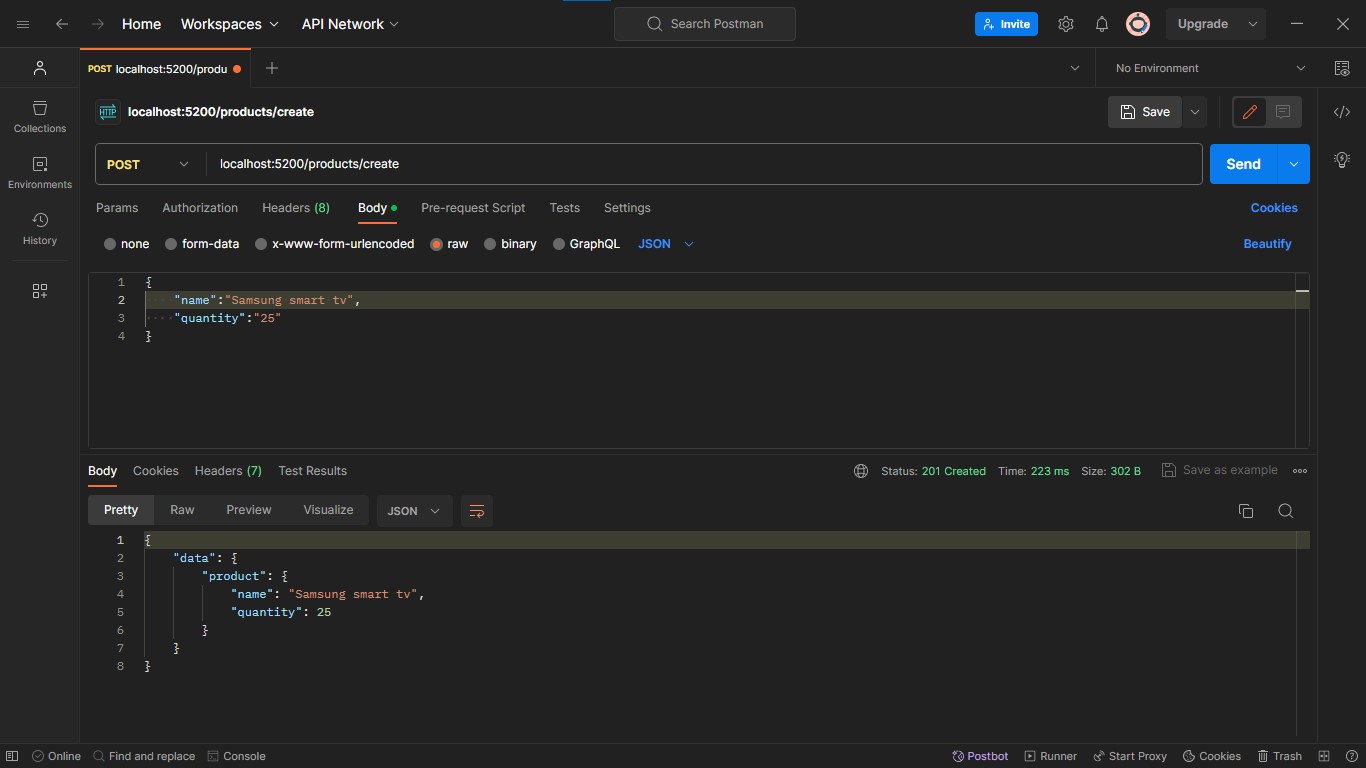 Home Workspaces API Network Search Postman Invite Upgrade
POST localhost:5200/produ No Environment
HTTP localhost:5200/products/create Save
Collections
POST localhost:5200/products/create Send
Environments
Params Authorization Headers (8) Body Pre-request Script Tests Settings Cookies
History
none form-data x-www-form-urlencoded raw binary GraphQL JSON Beautify
1 {
2 "name":"Samsung smart tv",
3 "quantity":"25"
4 }
Body Cookies Headers (7) Test Results Status: 201 Created Time: 223 ms Size: 302 B Save as example
Pretty Raw Preview Visualize JSON
1 {
2 "data": {
3 "product": {
4 "name": "Samsung smart tv",
5 "quantity": 25
6 }
7 }
8 }
Online Find and replace Console Postbot Runner Start Proxy Cookies Trash